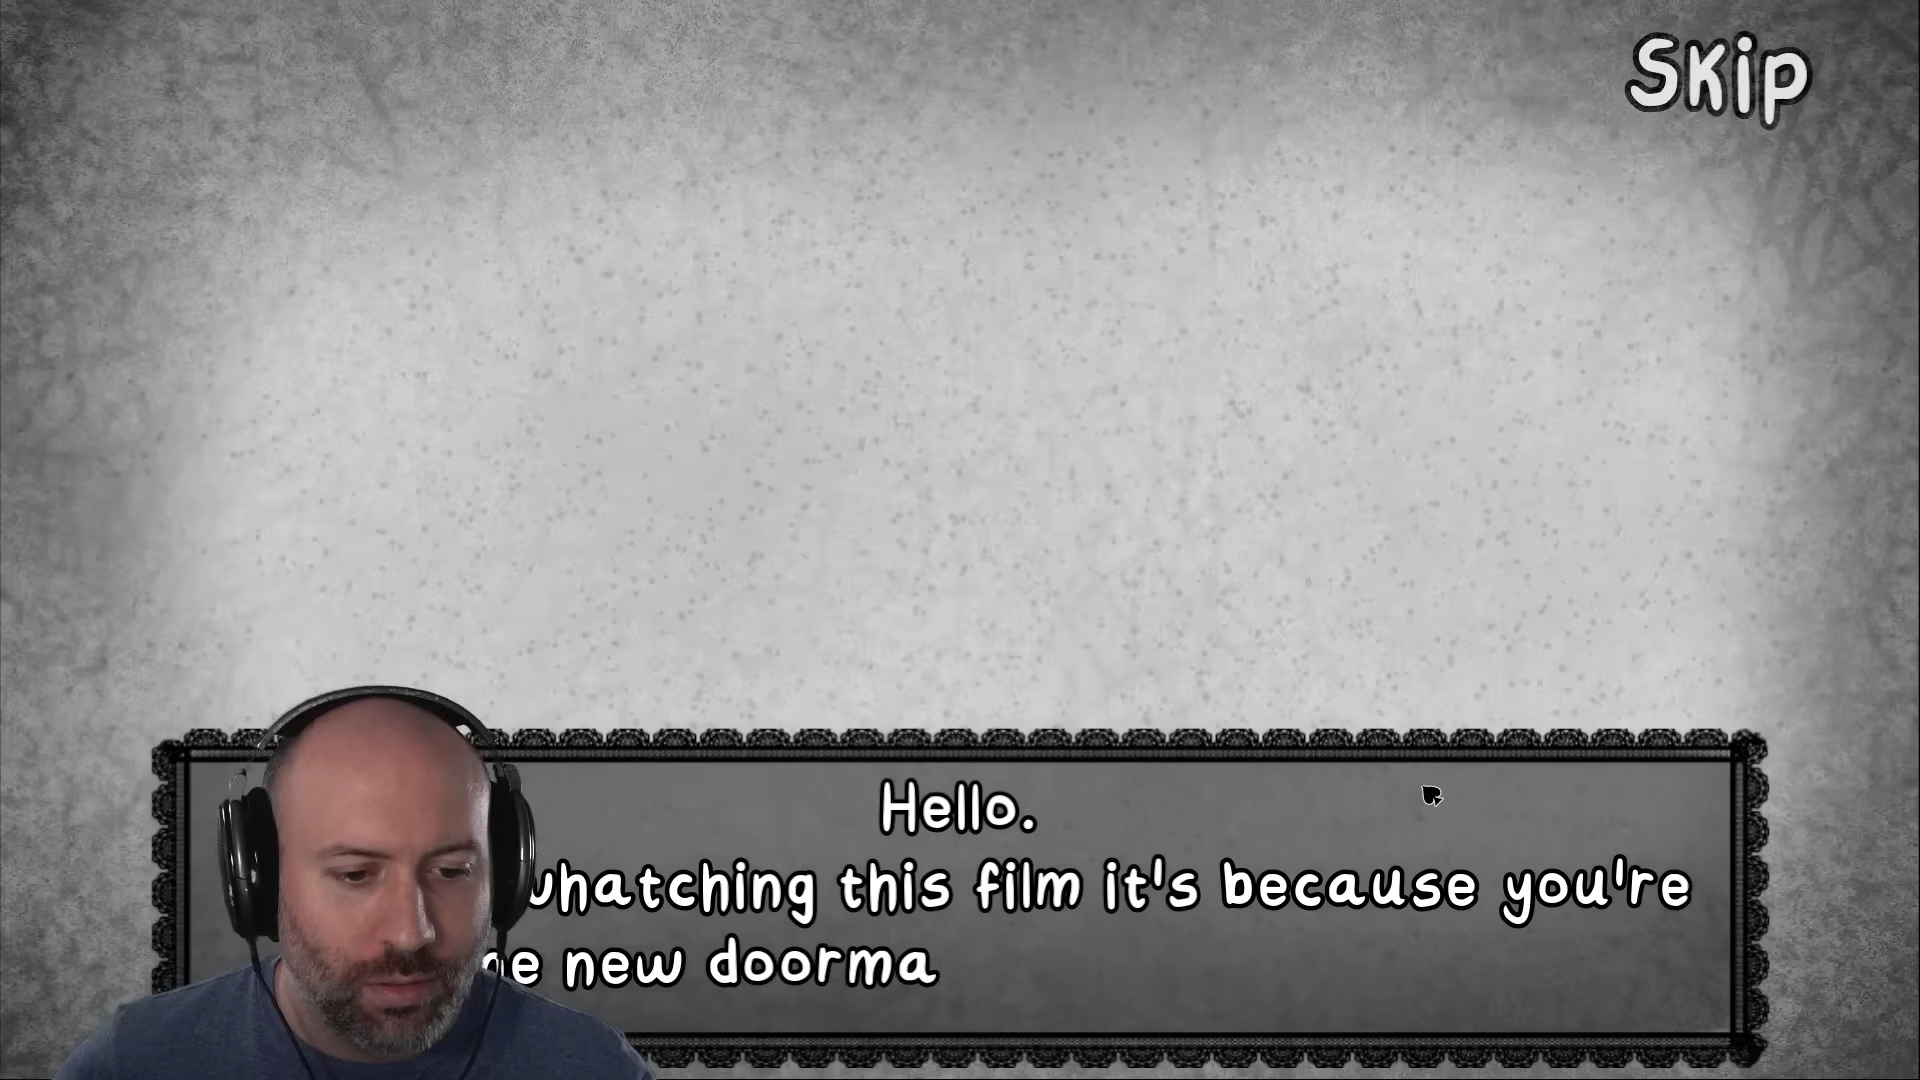 Skip
Hello.
whatching this film it's because you're
new doorma